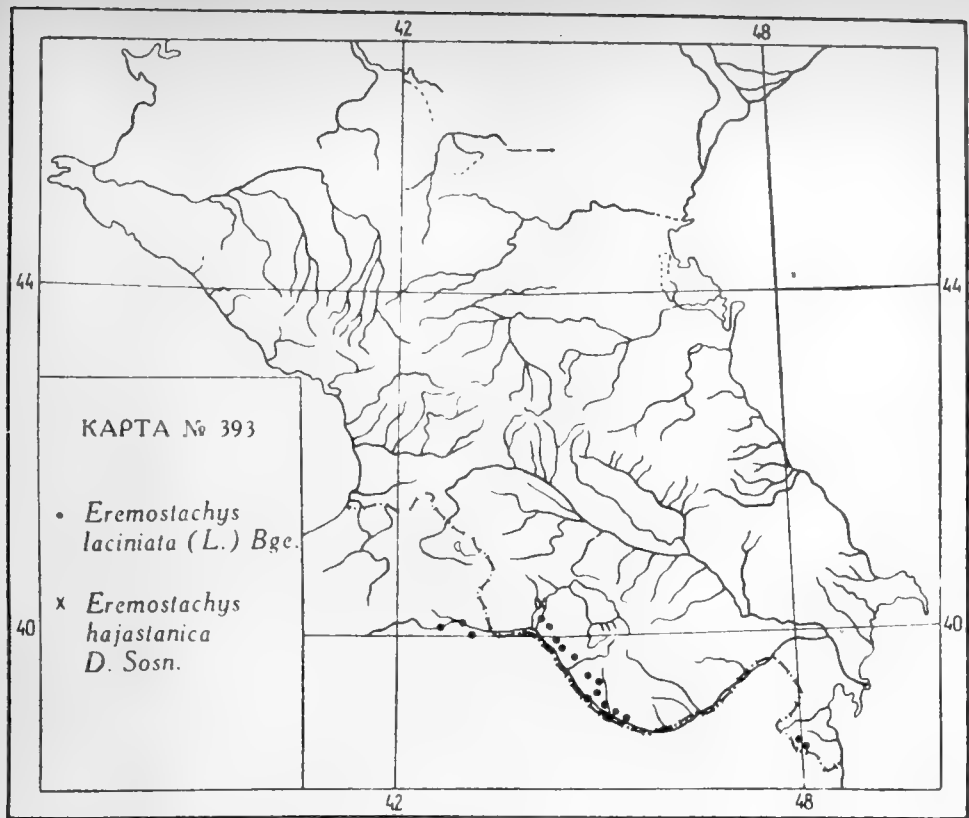 42 48
44 44
КАРТА № 393
• Eremostachys
laciniata (L.) Bge.
× Eremostachys
hajastanica
D. Sosn.
40 40
42 48